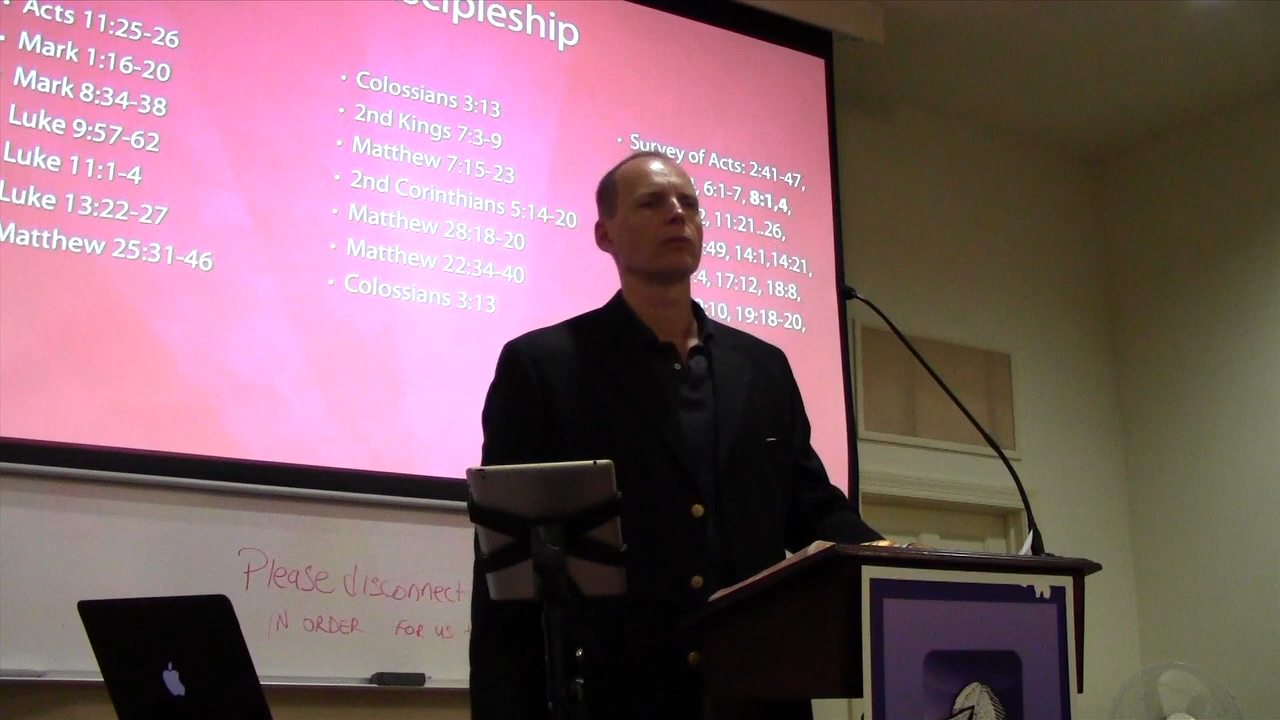 scipleship
Acts 11:25-26
Mark 1:16-20
Mark 8:34-38
Luke 9:57-62
Luke 11:1-4
Luke 13:22-27
Matthew 25:31-46
• Colossians 3:13
• 2nd Kings 7:3-9
• Matthew 7:15-23
• 2nd Corinthians 5:14-20
• Matthew 28:18-20
• Matthew 22:34-40
• Colossians 3:13
• Survey of Acts: 2:41-47,
, 6:1-7, 8:1,4,
2, 11:21..26,
:49, 14:1,14:21,
:4, 17:12, 18:8,
:10, 19:18-20,
Please disconnect
IN ORDER FOR US